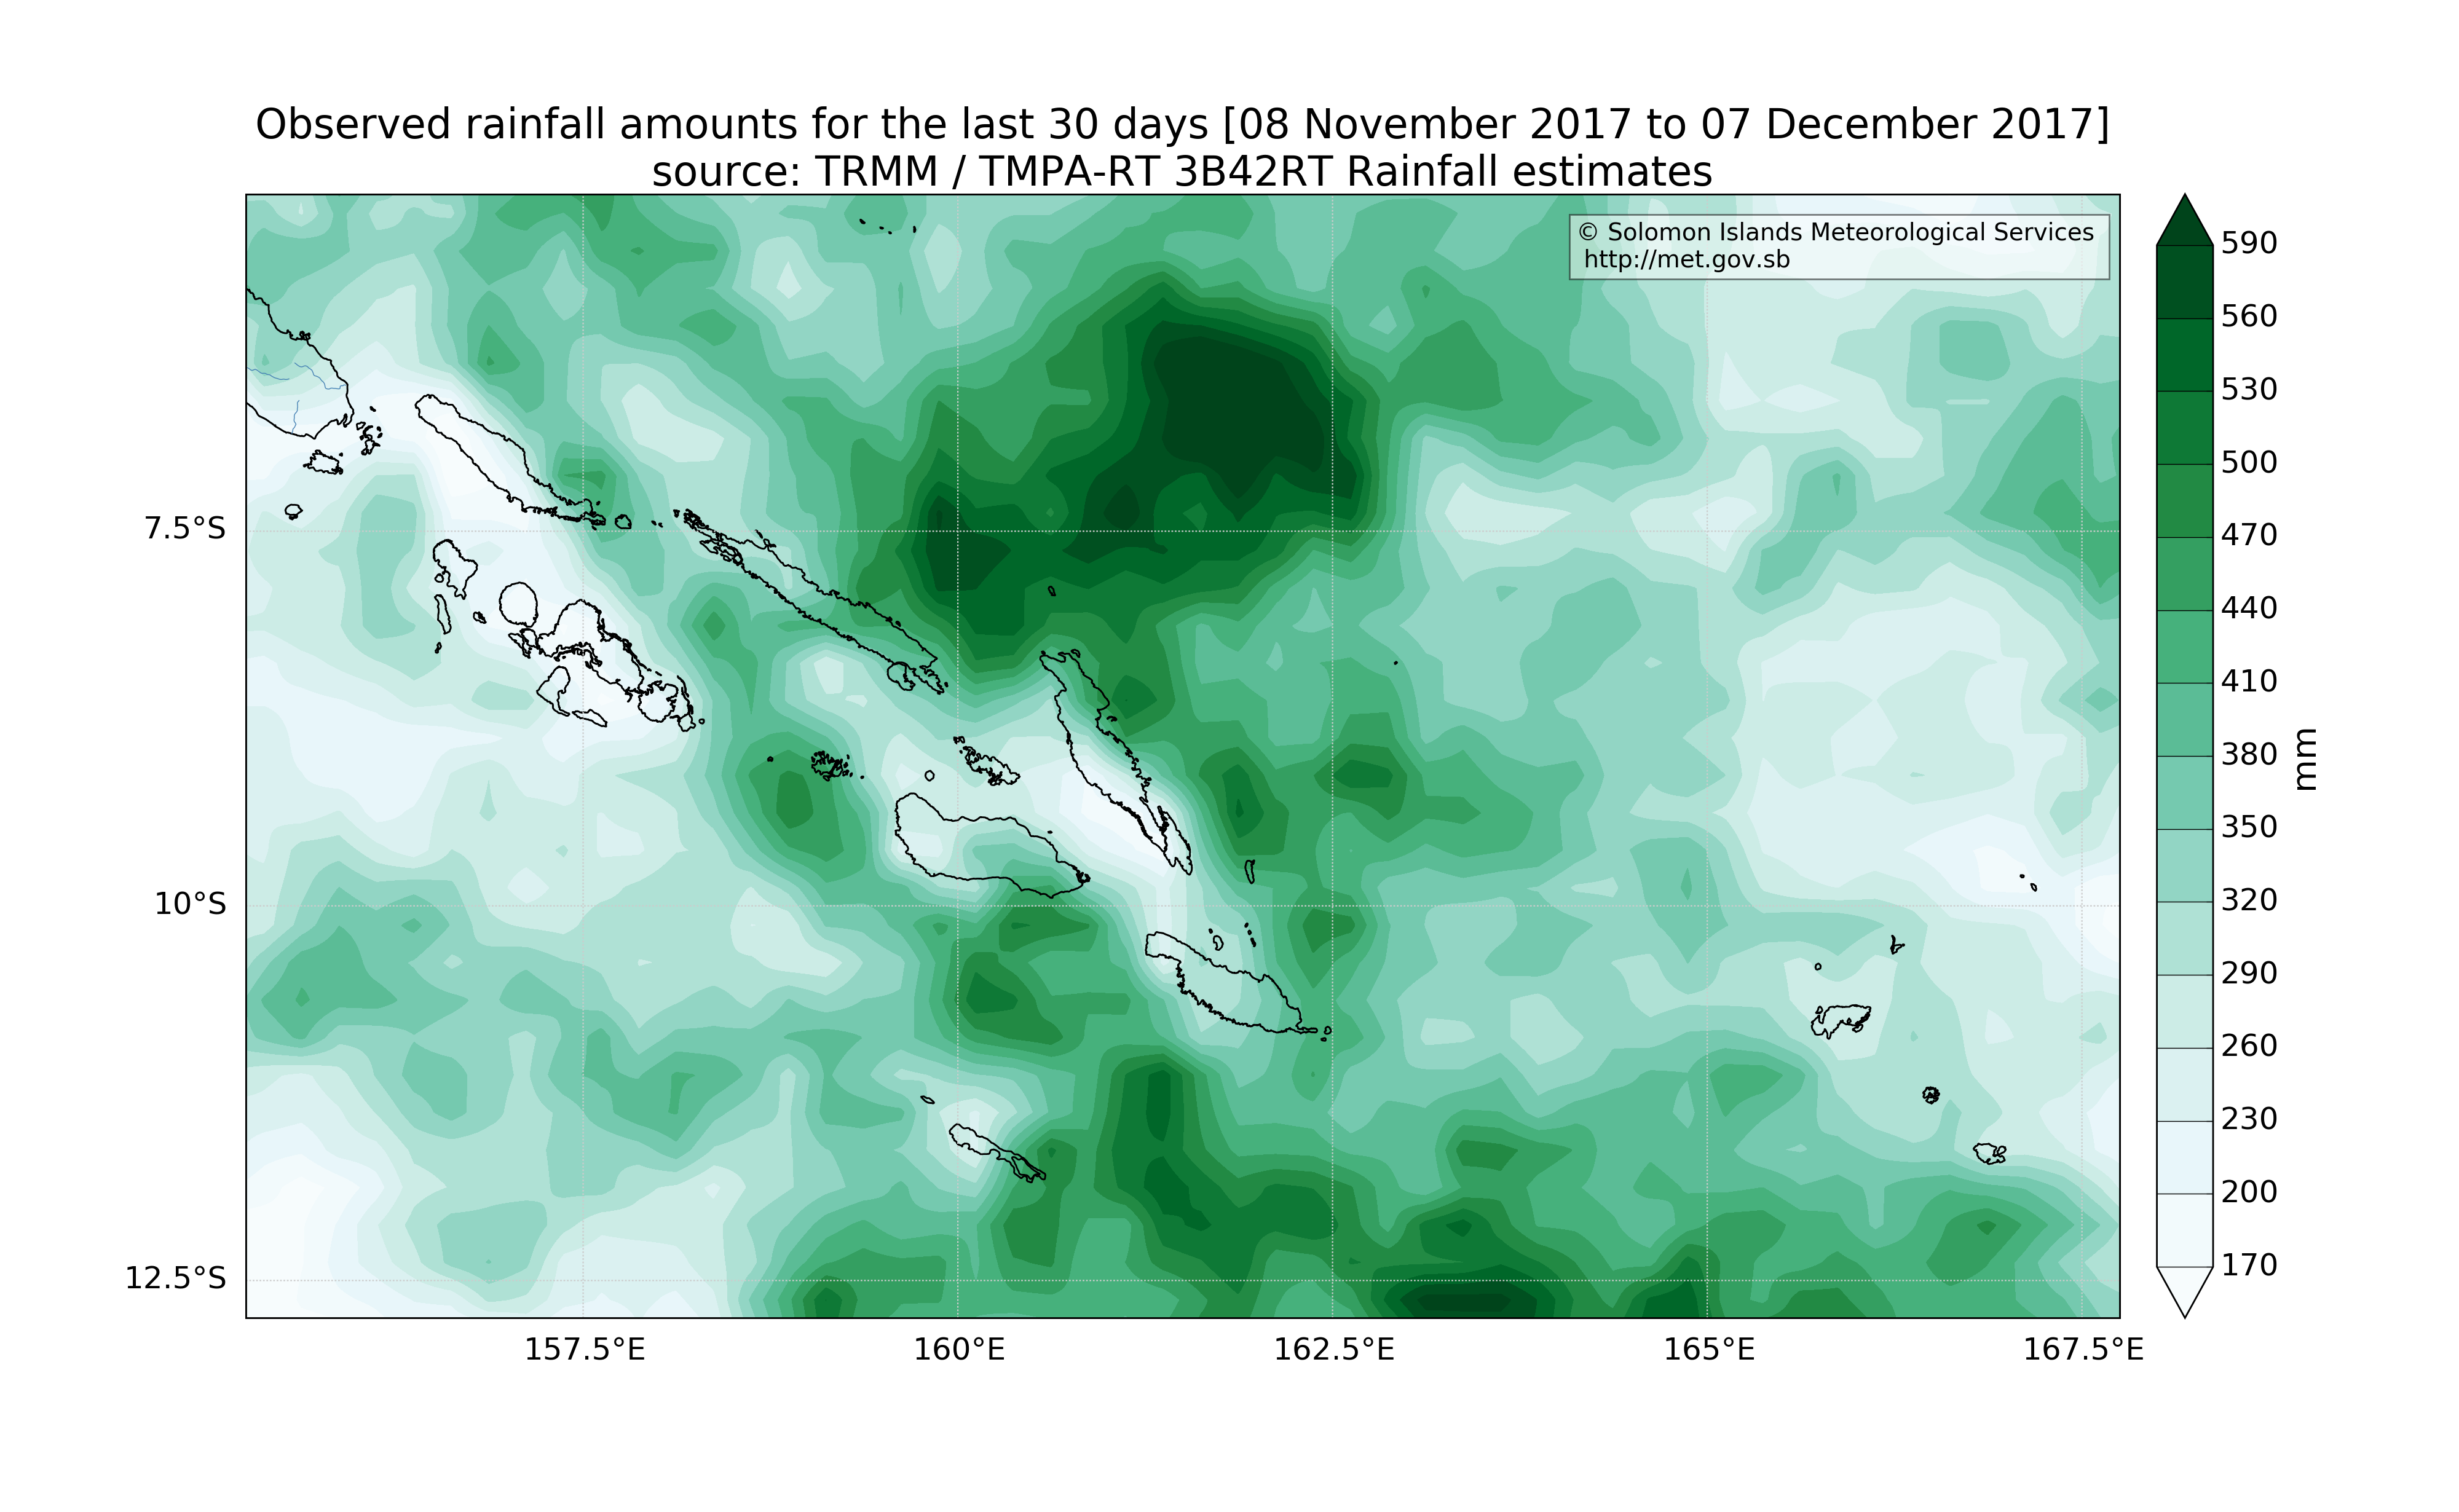 Observed rainfall amounts for the last 30 days [08 November 2017 to 07 December 2017]
source: TRMM / TMPA-RT 3B42RT Rainfall estimates
© Solomon Islands Meteorological Services
http://met.gov.sb
7.5°S
10°S
12.5°S
157.5°E
160°E
162.5°E
165°E
167.5°E
590
560
530
500
470
440
410
380
350
320
290
260
230
200
170
mm